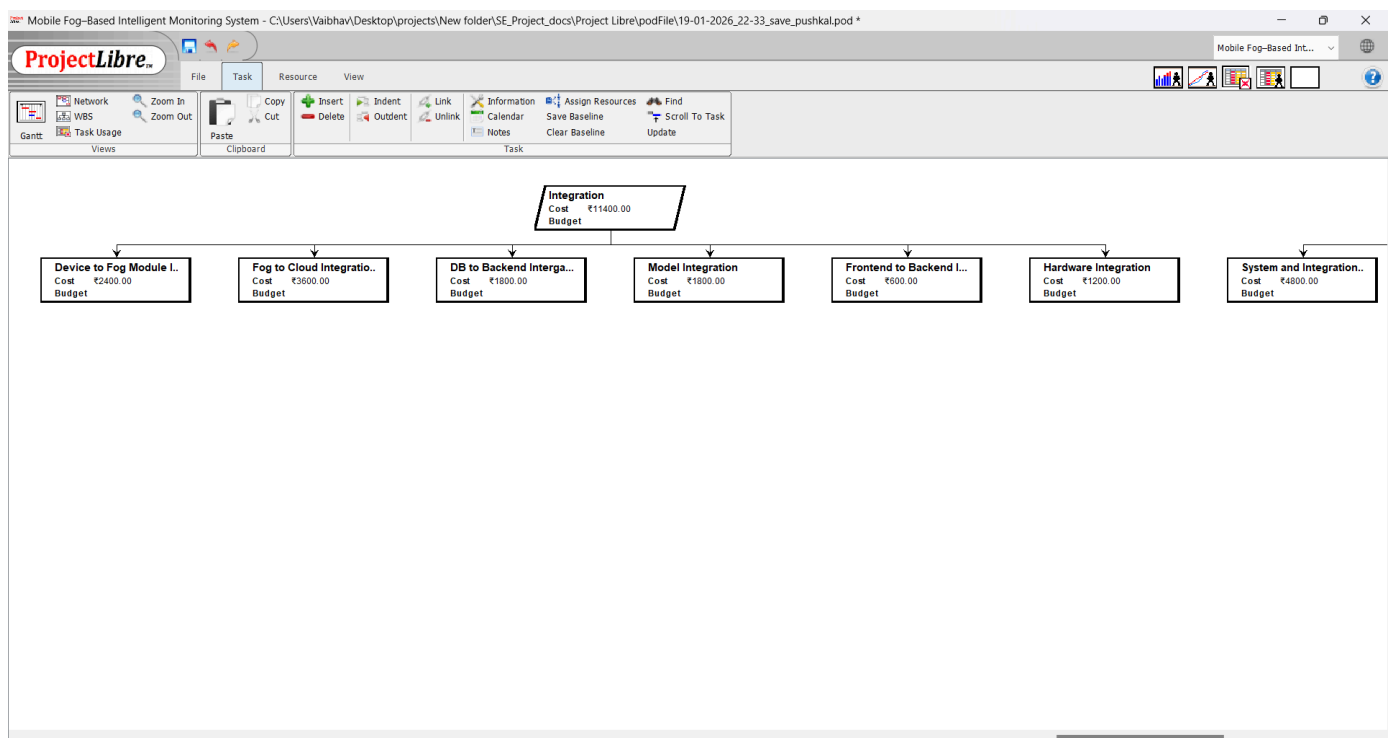 Mobile Fog–Based Intelligent Monitoring System - C:\Users\Vaibhav\Desktop\projects\New folder\SE_Project_docs\Project Libre\podFile\19-01-2026_22-33_save_pushkal.pod *
ProjectLibre™
Mobile Fog–Based Int...
File Task Resource View
Gantt
Network
WBS
Task Usage
Zoom In
Zoom Out
Views
Paste
Copy
Cut
Clipboard
Insert
Delete
Indent
Outdent
Link
Unlink
Information
Calendar
Notes
Assign Resources
Save Baseline
Clear Baseline
Find
Scroll To Task
Update
Task
Integration
Cost ₹11400.00
Budget
Device to Fog Module I..
Cost ₹2400.00
Budget
Fog to Cloud Integratio..
Cost ₹3600.00
Budget
DB to Backend Interga...
Cost ₹1800.00
Budget
Model Integration
Cost ₹1800.00
Budget
Frontend to Backend I...
Cost ₹600.00
Budget
Hardware Integration
Cost ₹1200.00
Budget
System and Integration..
Cost ₹4800.00
Budget